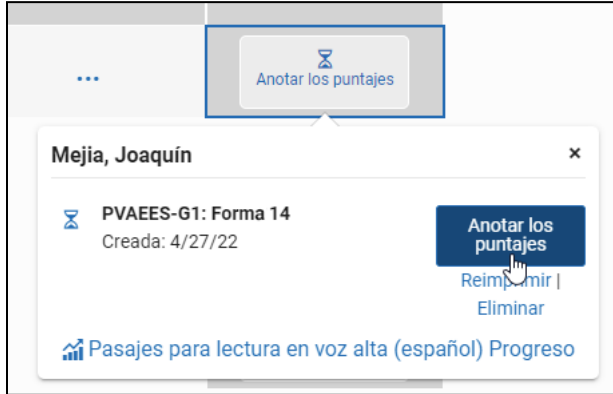 ...
Anotar los puntajes
Mejia, Joaquín
×
PVAEES-G1: Forma 14
Creada: 4/27/22
Anotar los
puntajes
Reimprimir |
Eliminar
Pasajes para lectura en voz alta (español) Progreso